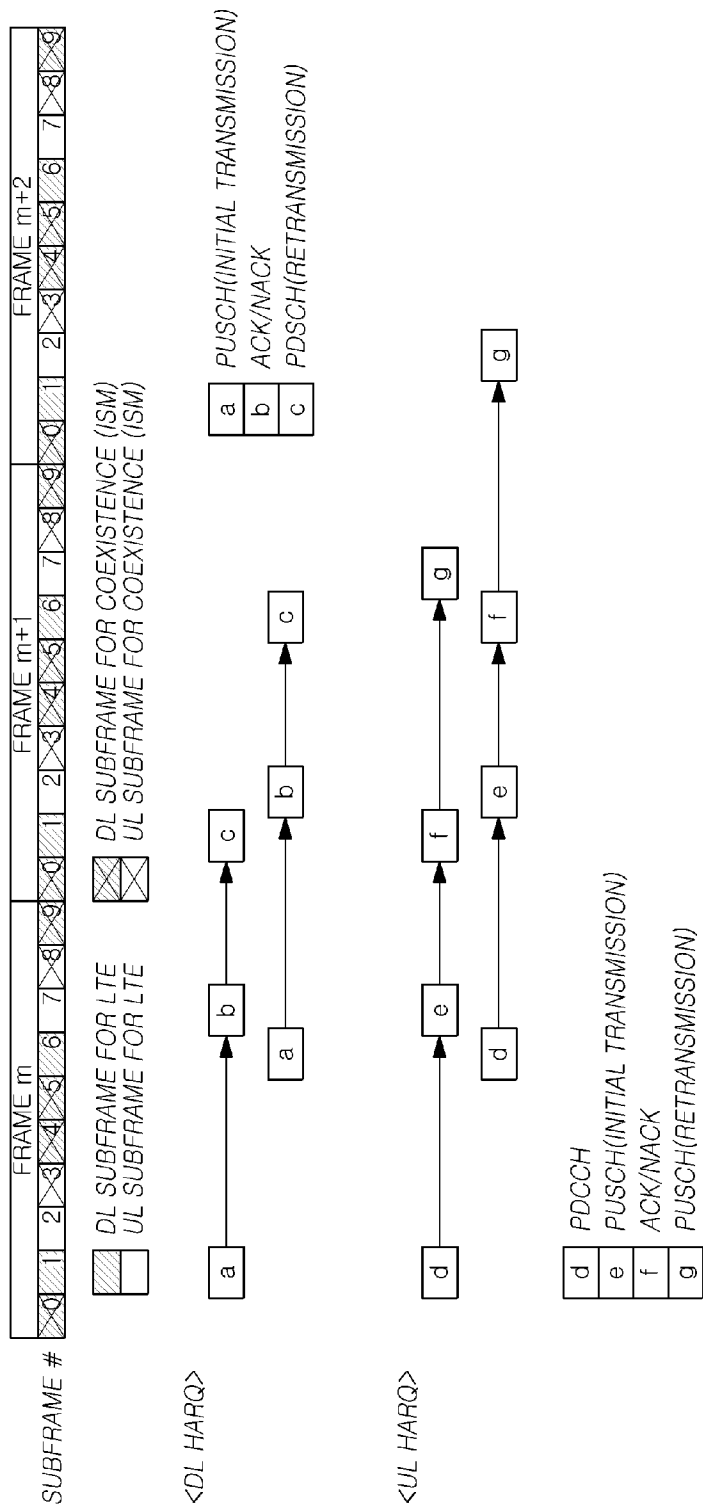 FRAME m FRAME m+1 FRAME m+2
SUBFRAME # 0 1 2 3 4 5 6 7 8 9 0 1 2 3 4 5 6 7 8 9 0 1 2 3 4 5 6 7 8 9
DL SUBFRAME FOR LTE
UL SUBFRAME FOR LTE
DL SUBFRAME FOR COEXISTENCE (ISM)
UL SUBFRAME FOR COEXISTENCE (ISM)
<DL HARQ>
a b c
a b c
a PUSCH(INITIAL TRANSMISSION)
b ACK/NACK
c PDSCH(RETRANSMISSION)
<UL HARQ>
d e f g
d e f g
d PDCCH
e PUSCH(INITIAL TRANSMISSION)
f ACK/NACK
g PUSCH(RETRANSMISSION)